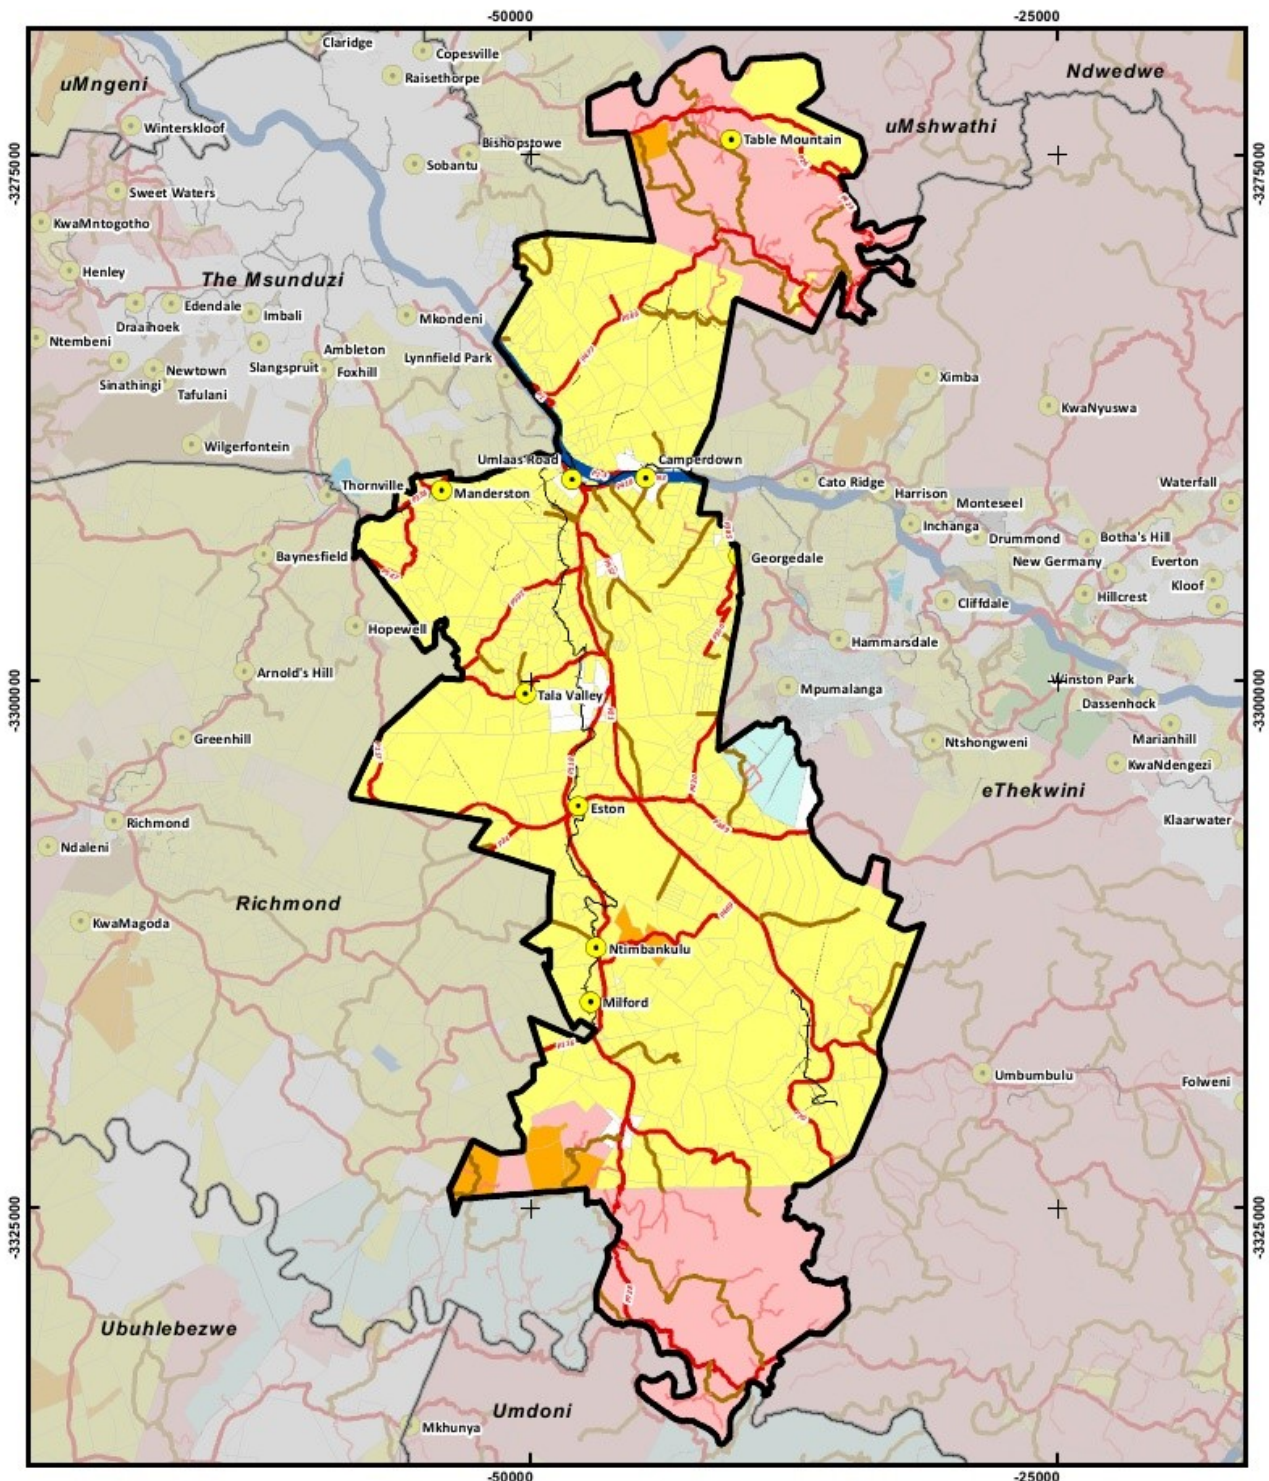 -50000
-25000
Claridge
Copesville
Ndwedwe
uMngeni
Raisethorpe
Winterskloof
uMshwathi
Table Mountain
Bishopstowe
-3275000
-3275000
Sobantu
Sweet Waters
KwaMntogotho
Henley
The Msunduzi
Edendale
Imbali
Mkondeni
Draaihoek
Ntembeni
Ambleton
Lynnfield Park
Slangspruit
Foxhill
Newtown
Sinathingi
Tafulani
Ximba
KwaNyuswa
Wilgerfontein
Umlaas Road
Camperdown
Thornville
Manderston
Cato Ridge
Waterfall
Harrison
Monteseel
Inchanga
Drummond
Botha's Hill
Baynesfield
Georgedale
New Germany
Everton
Kloof
Hillcrest
Cliffdale
Hopewell
Hammarsdale
Arnold's Hill
Winston Park
Mpumalanga
Tala Valley
-3300000
-3300000
Dassenhock
Greenhill
Ntshongweni
Marianhill
KwaNdengezi
eThekwini
Eston
Richmond
Klaarwater
Ndaleni
Richmond
KwaMagoda
Ntimbankulu
Milford
Umbumbulu
Folweni
-3325000
-3325000
Ubuhlebezwe
Umdoni
Mkhunya
-50000
-25000